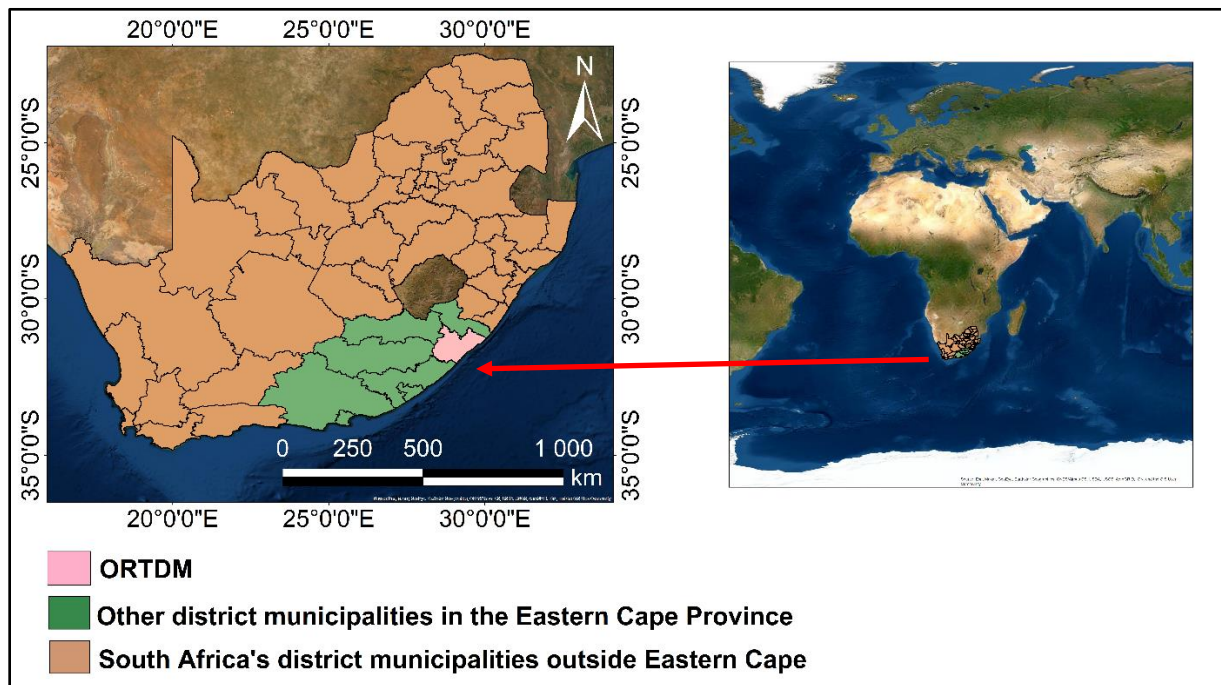 20°0'0"E 25°0'0"E 30°0'0"E
N
25°0'0"S
30°0'0"S
35°0'0"S
25°0'0"S
30°0'0"S
35°0'0"S
0 250 500 1 000
km
20°0'0"E 25°0'0"E 30°0'0"E
ORTDM
Other district municipalities in the Eastern Cape Province
South Africa's district municipalities outside Eastern Cape